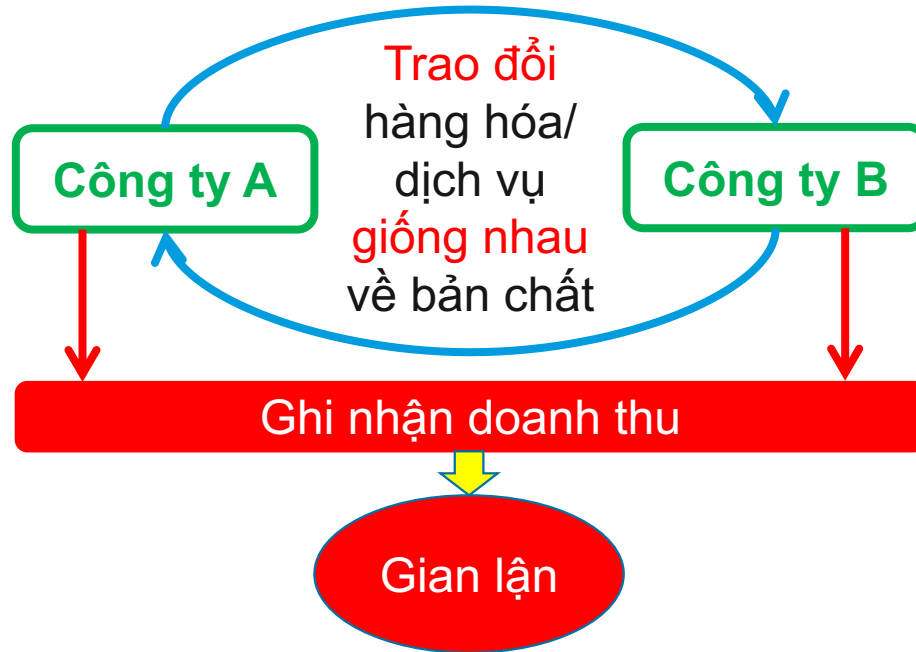 Trao đổi
hàng hóa/
dịch vụ
giống nhau
về bản chất
Công ty A
Công ty B
Ghi nhận doanh thu
Gian lận